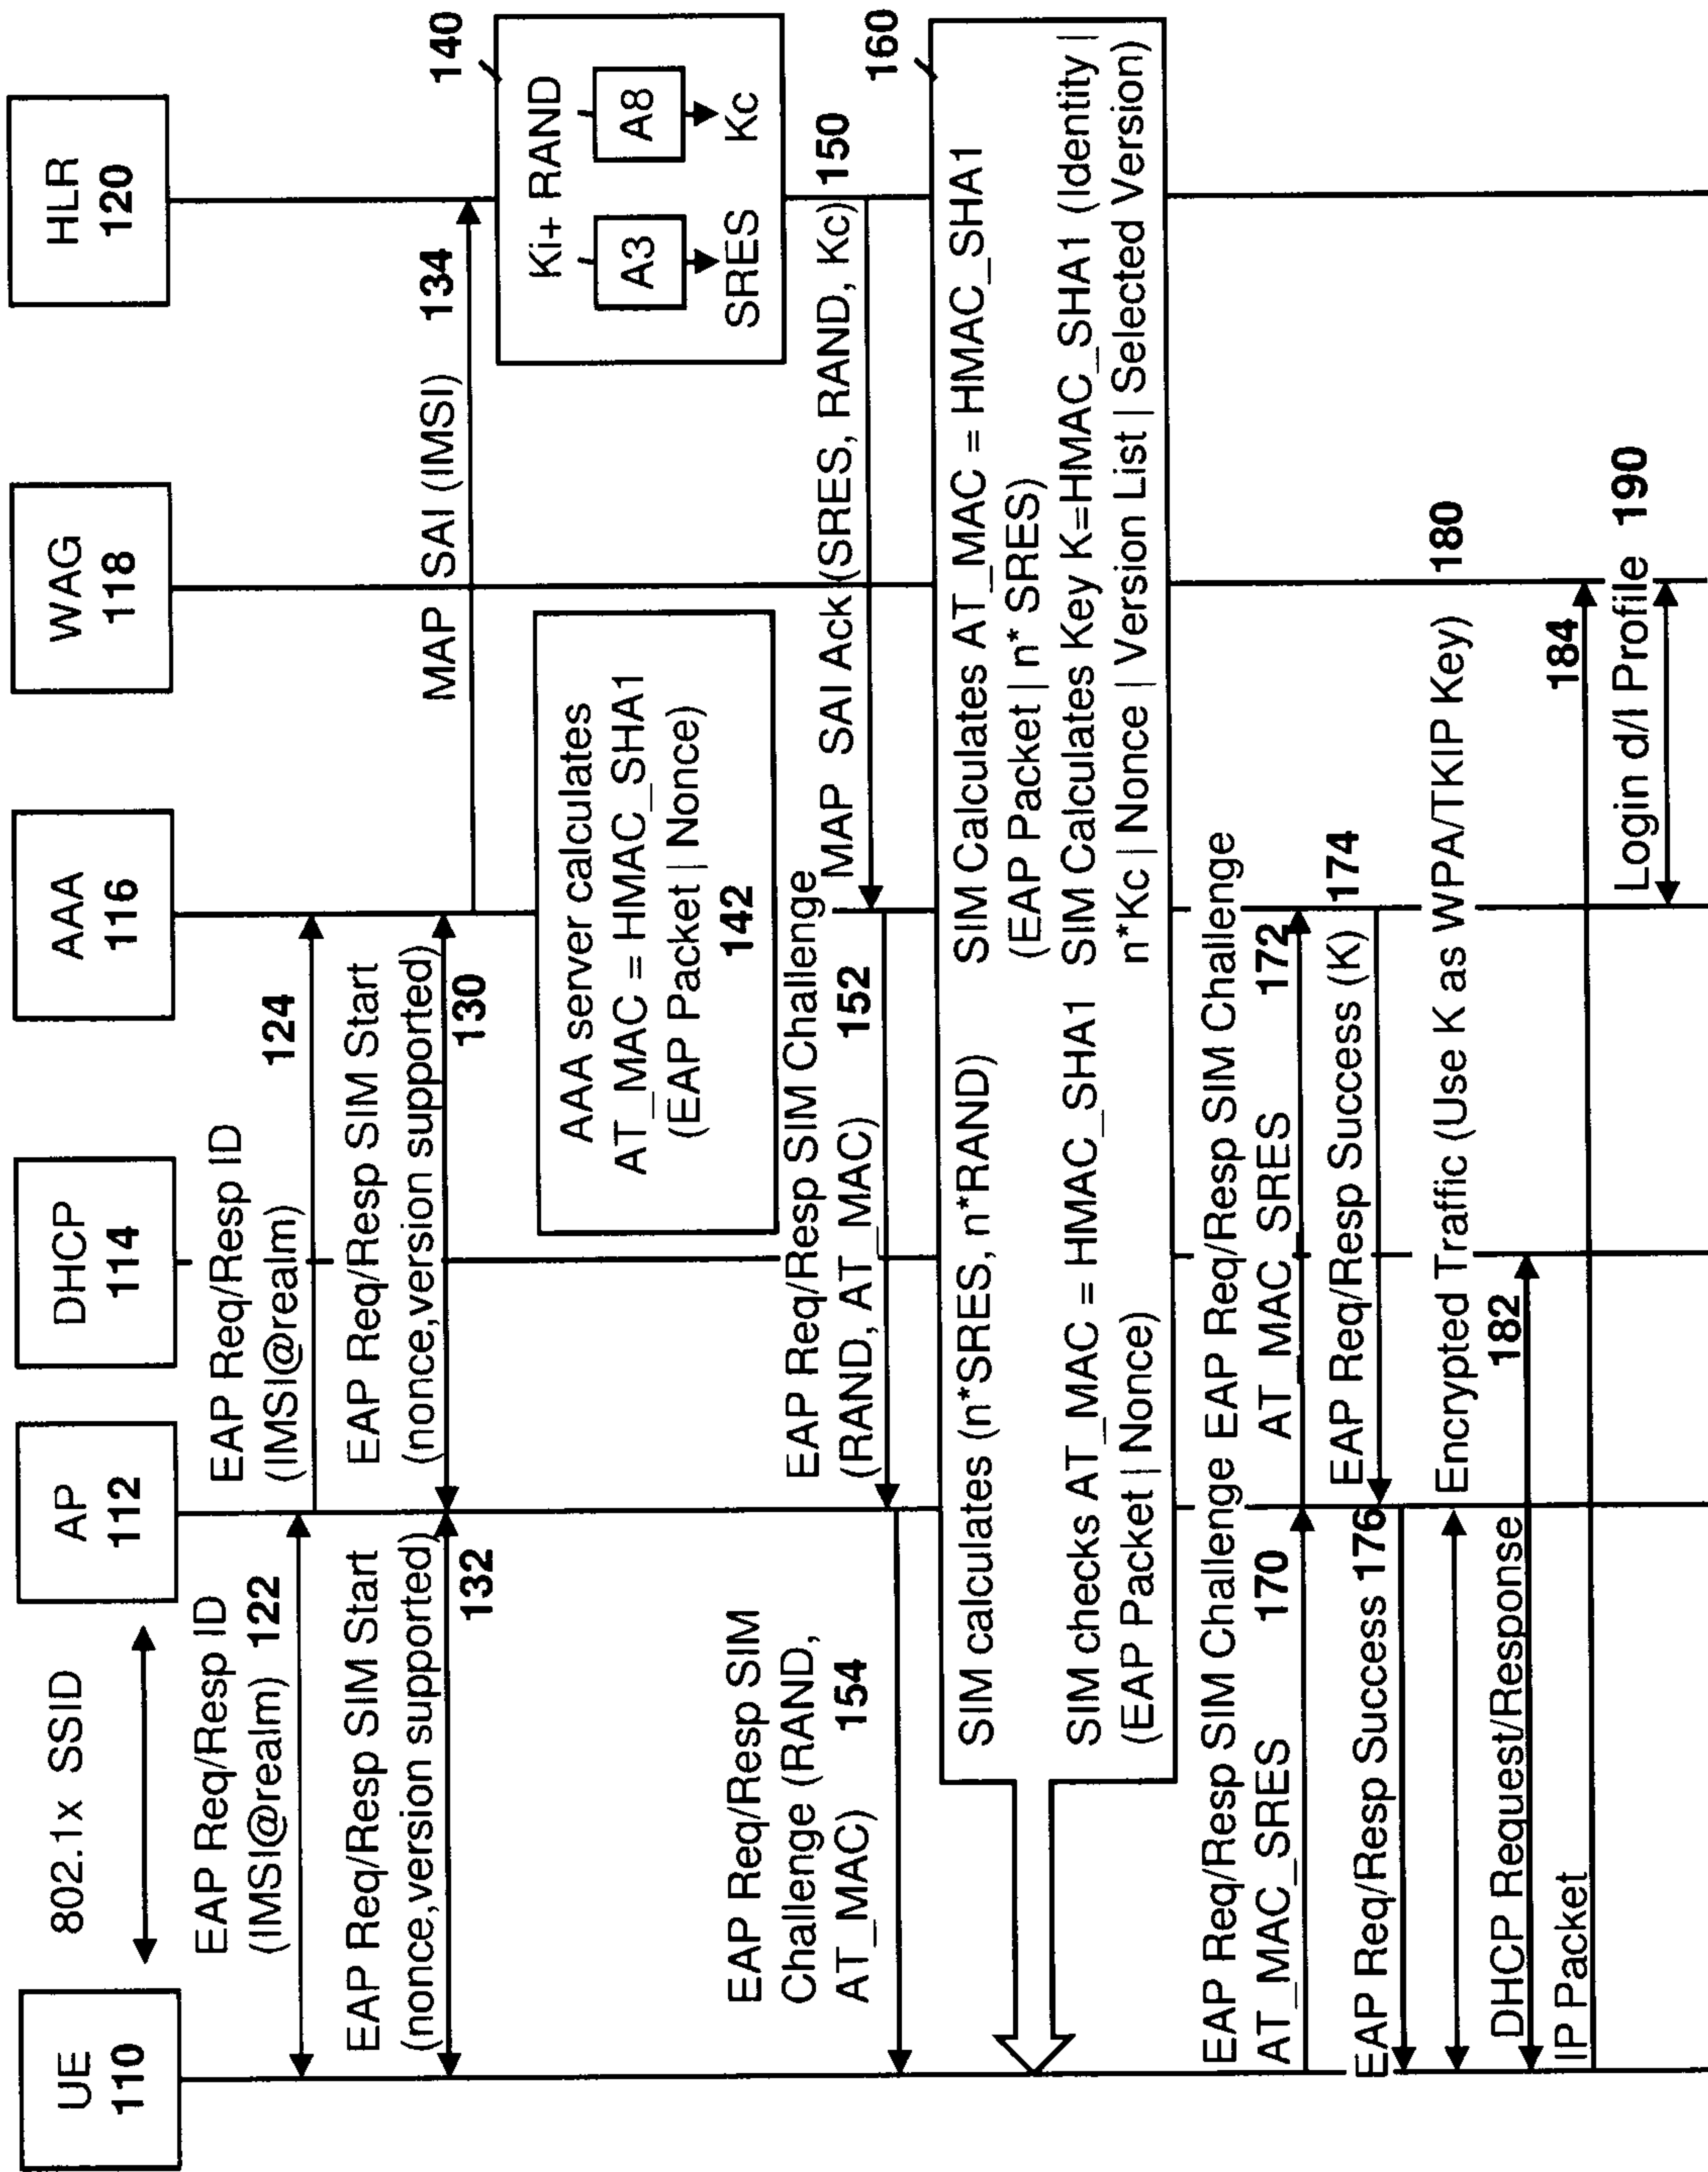 UE
110
AP
112
DHCP
114
AAA
116
WAG
118
HLR
120
802.1x SSID
EAP Req/Resp ID
(IMSI@realm) 122
EAP Req/Resp ID
(IMSI@realm)
124
EAP Req/Resp SIM Start
(nonce,version supported)
132
EAP Req/Resp SIM Start
(nonce,version supported)
130
MAP SAI (IMSI)
134
140
Ki+ RAND
A3
A8
SRES
Kc
AAA server calculates
AT_MAC = HMAC_SHA1
(EAP Packet | Nonce)
142
MAP SAI Ack (SRES, RAND, Kc)
150
EAP Req/Resp SIM Challenge
(RAND, AT_MAC)
152
EAP Req/Resp SIM
Challenge (RAND,
AT_MAC)
154
160
SIM calculates (n*SRES, n*RAND)
SIM checks AT_MAC = HMAC_SHA1
(EAP Packet | Nonce)
SIM Calculates AT_MAC = HMAC_SHA1
(EAP Packet | n* SRES)
SIM Calculates Key K=HMAC_SHA1 (Identity |
n*Kc | Nonce | Version List | Selected Version)
EAP Req/Resp SIM Challenge
AT_MAC_SRES
170
EAP Req/Resp SIM Challenge
AT_MAC_SRES
172
EAP Req/Resp Success (K)
174
EAP Req/Resp Success 176
Encrypted Traffic (Use K as WPA/TKIP Key)
180
DHCP Request/Response
182
IP Packet
184
Login d/l Profile
190